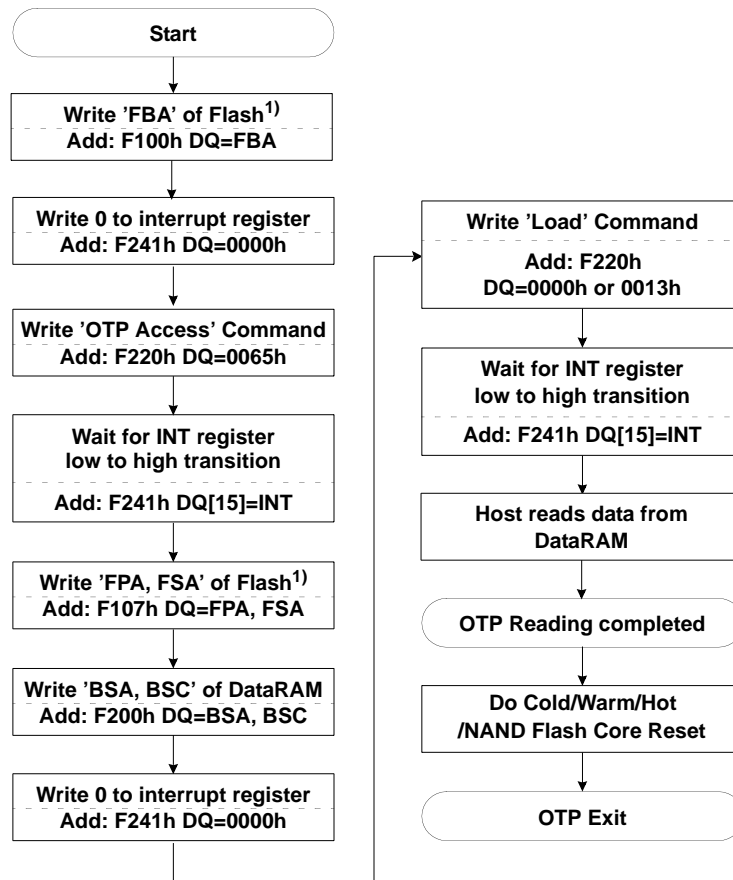 Start
Write ’FBA’ of Flash1)
Add: F100h DQ=FBA
Write 0 to interrupt register
Add: F241h DQ=0000h
Write ’OTP Access’ Command
Add: F220h DQ=0065h
Wait for INT register
low to high transition
Add: F241h DQ[15]=INT
Write ’FPA, FSA’ of Flash1)
Add: F107h DQ=FPA, FSA
Write ’BSA, BSC’ of DataRAM
Add: F200h DQ=BSA, BSC
Write 0 to interrupt register
Add: F241h DQ=0000h
Write ’Load’ Command
Add: F220h
DQ=0000h or 0013h
Wait for INT register
low to high transition
Add: F241h DQ[15]=INT
Host reads data from
DataRAM
OTP Reading completed
Do Cold/Warm/Hot
/NAND Flash Core Reset
OTP Exit